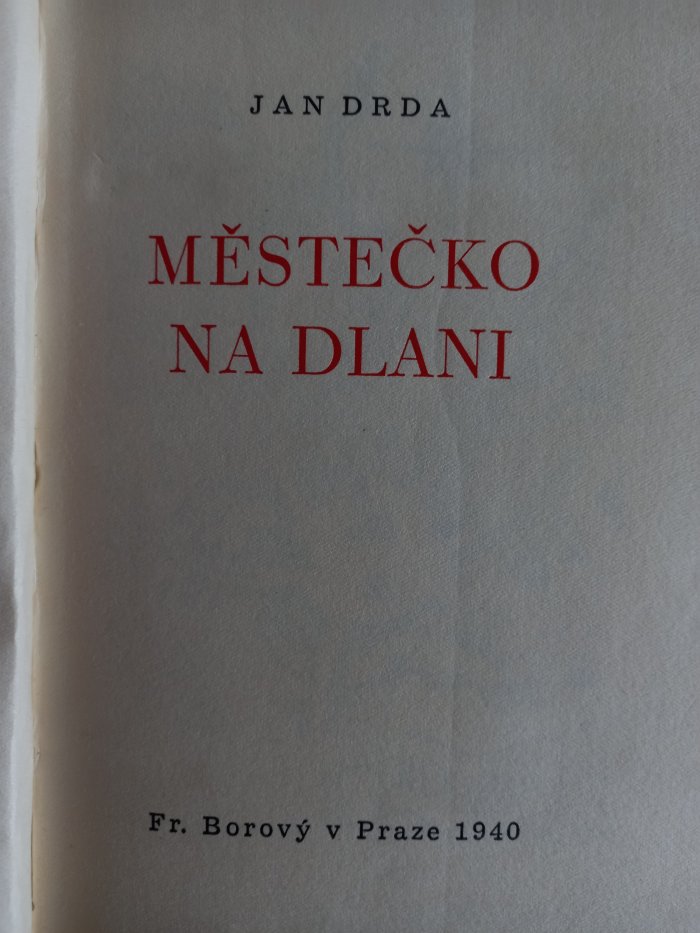 JAN DRDA
MĚSTEČKO
NA DLANI
Fr. Borový v Praze 1940